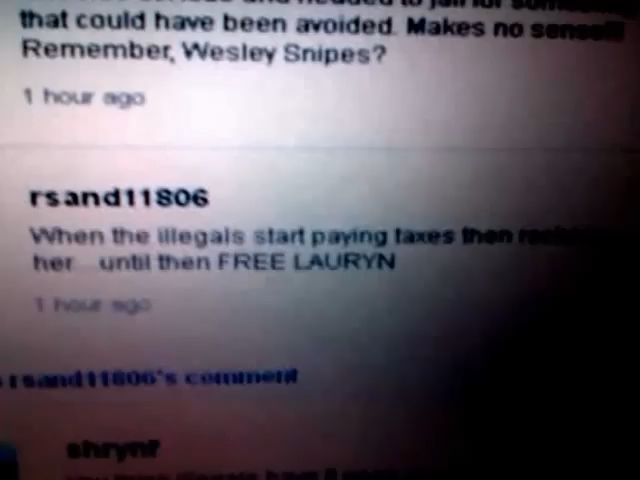 that could have been avoided. Makes no sense!!!
Remember, Wesley Snipes?
1 hour ago
rsand11806
When the illegals start paying taxes then
her until then FREE LAURYN
1 hour ago
rsand11806's comment